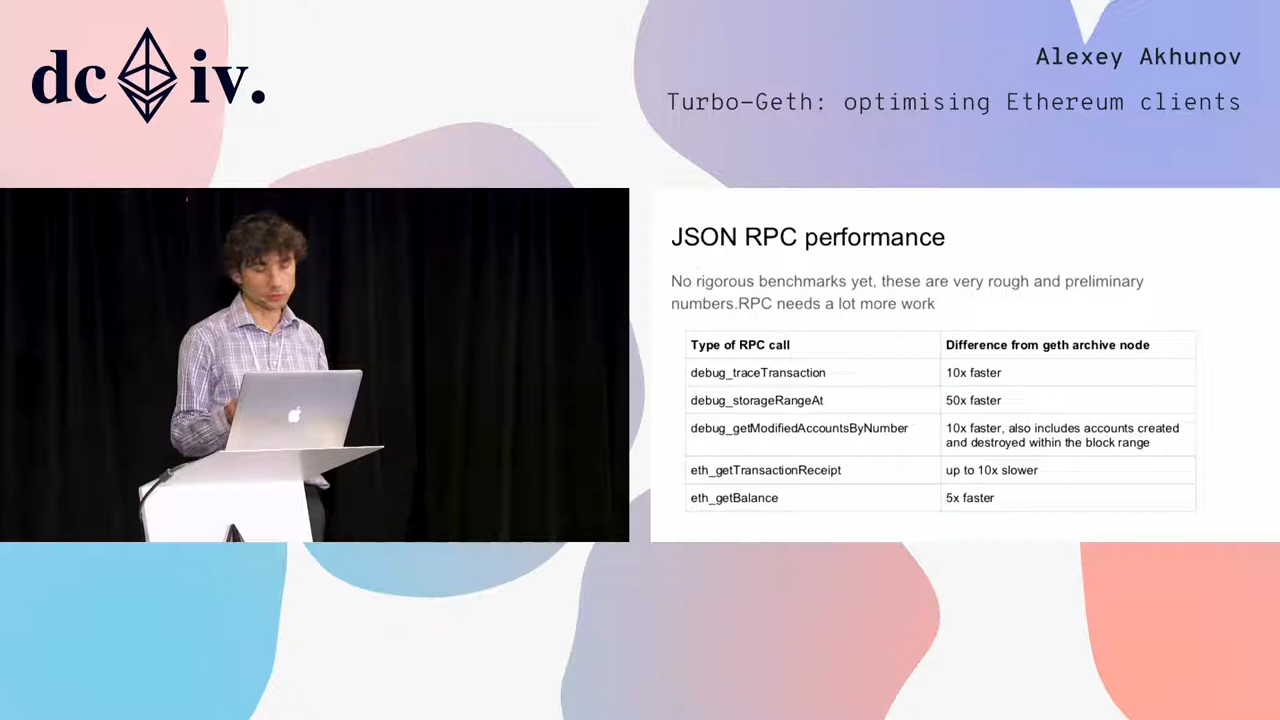 dc iv.
Alexey Akhunov
Turbo-Geth: optimising Ethereum clients
JSON RPC performance
No rigorous benchmarks yet, these are very rough and preliminary
numbers.RPC needs a lot more work
Type of RPC call
Difference from geth archive node
debug_traceTransaction
10x faster
debug_storageRangeAt
50x faster
debug_getModifiedAccountsByNumber
10x faster, also includes accounts created
and destroyed within the block range
eth_getTransactionReceipt
up to 10x slower
eth_getBalance
5x faster